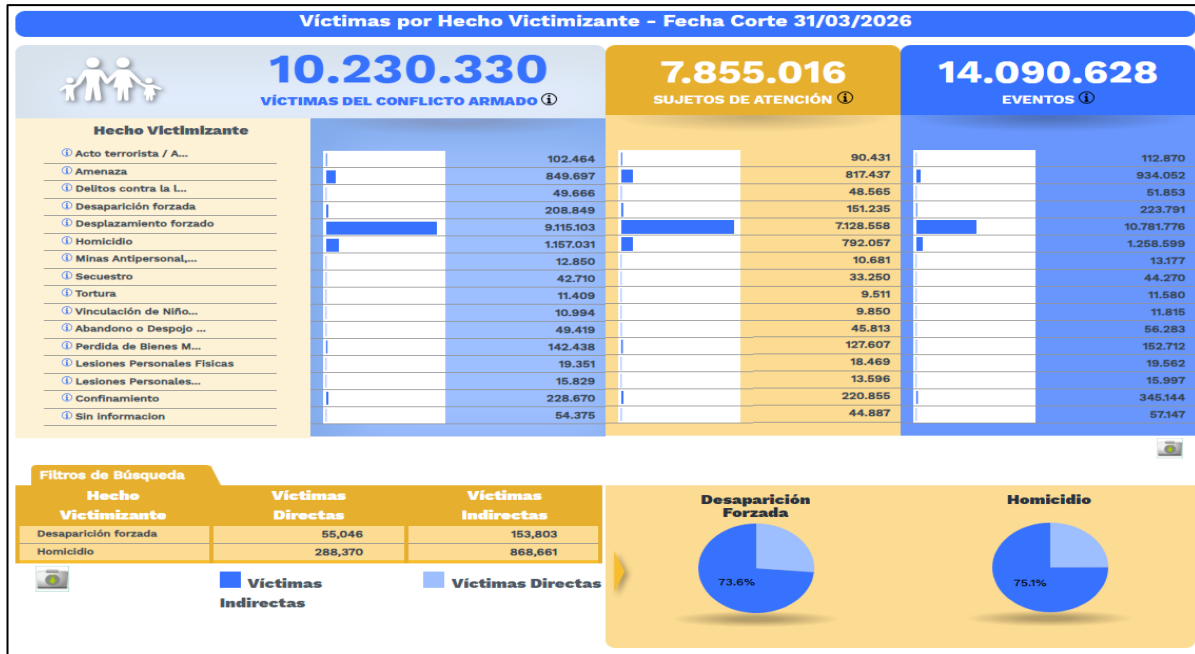 Víctimas por Hecho Victimizante - Fecha Corte 31/03/2026
10.230.330
VÍCTIMAS DEL CONFLICTO ARMADO
7.855.016
SUJETOS DE ATENCIÓN
14.090.628
EVENTOS
Hecho Victimizante
Acto terrorista / A... 102.464 90.431 112.870
Amenaza 849.697 817.437 934.052
Delitos contra la l... 49.666 48.565 51.853
Desaparición forzada 208.849 151.235 223.791
Desplazamiento forzado 9.115.103 7.128.558 10.781.776
Homicidio 1.157.031 792.057 1.258.599
Minas Antipersonal,... 12.850 10.681 13.177
Secuestro 42.710 33.250 44.270
Tortura 11.409 9.511 11.580
Vinculación de Niño... 10.994 9.850 11.815
Abandono o Despojo ... 49.419 45.813 56.283
Perdida de Bienes M... 142.438 127.607 152.712
Lesiones Personales Fisicas 19.351 18.469 19.562
Lesiones Personales... 15.829 13.596 15.997
Confinamiento 228.670 220.855 345.144
Sin informacion 54.375 44.887 57.147
Filtros de Búsqueda
Hecho Victimizante
Víctimas Directas
Víctimas Indirectas
Desaparición forzada 55,046 153,803
Homicidio 288,370 868,661
Víctimas Indirectas
Víctimas Directas
Desaparición
Forzada
73.6%
Homicidio
75.1%